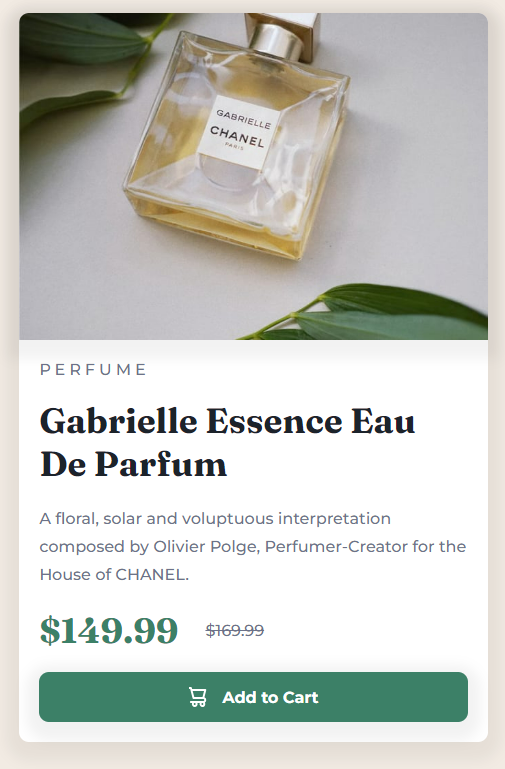 GABRIELLE
CHANEL
PARIS
PERFUME
Gabrielle Essence Eau
De Parfum
A floral, solar and voluptuous interpretation
composed by Olivier Polge, Perfumer-Creator for the
House of CHANEL.
$149.99 $169.99
Add to Cart